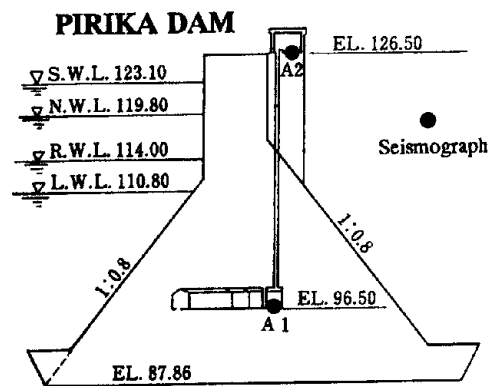 PIRIKA DAM
EL. 126.50
A2
S.W.L. 123.10
N.W.L. 119.80
Seismograph
R.W.L. 114.00
L.W.L. 110.80
1:0.8
1:0.8
EL. 96.50
A 1
EL. 87.86